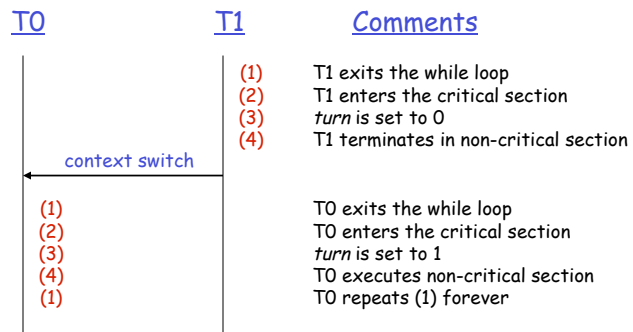 T0 T1 Comments
(1) T1 exits the while loop
(2) T1 enters the critical section
(3) turn is set to 0
(4) T1 terminates in non-critical section
context switch
(1) T0 exits the while loop
(2) T0 enters the critical section
(3) turn is set to 1
(4) T0 executes non-critical section
(1) T0 repeats (1) forever